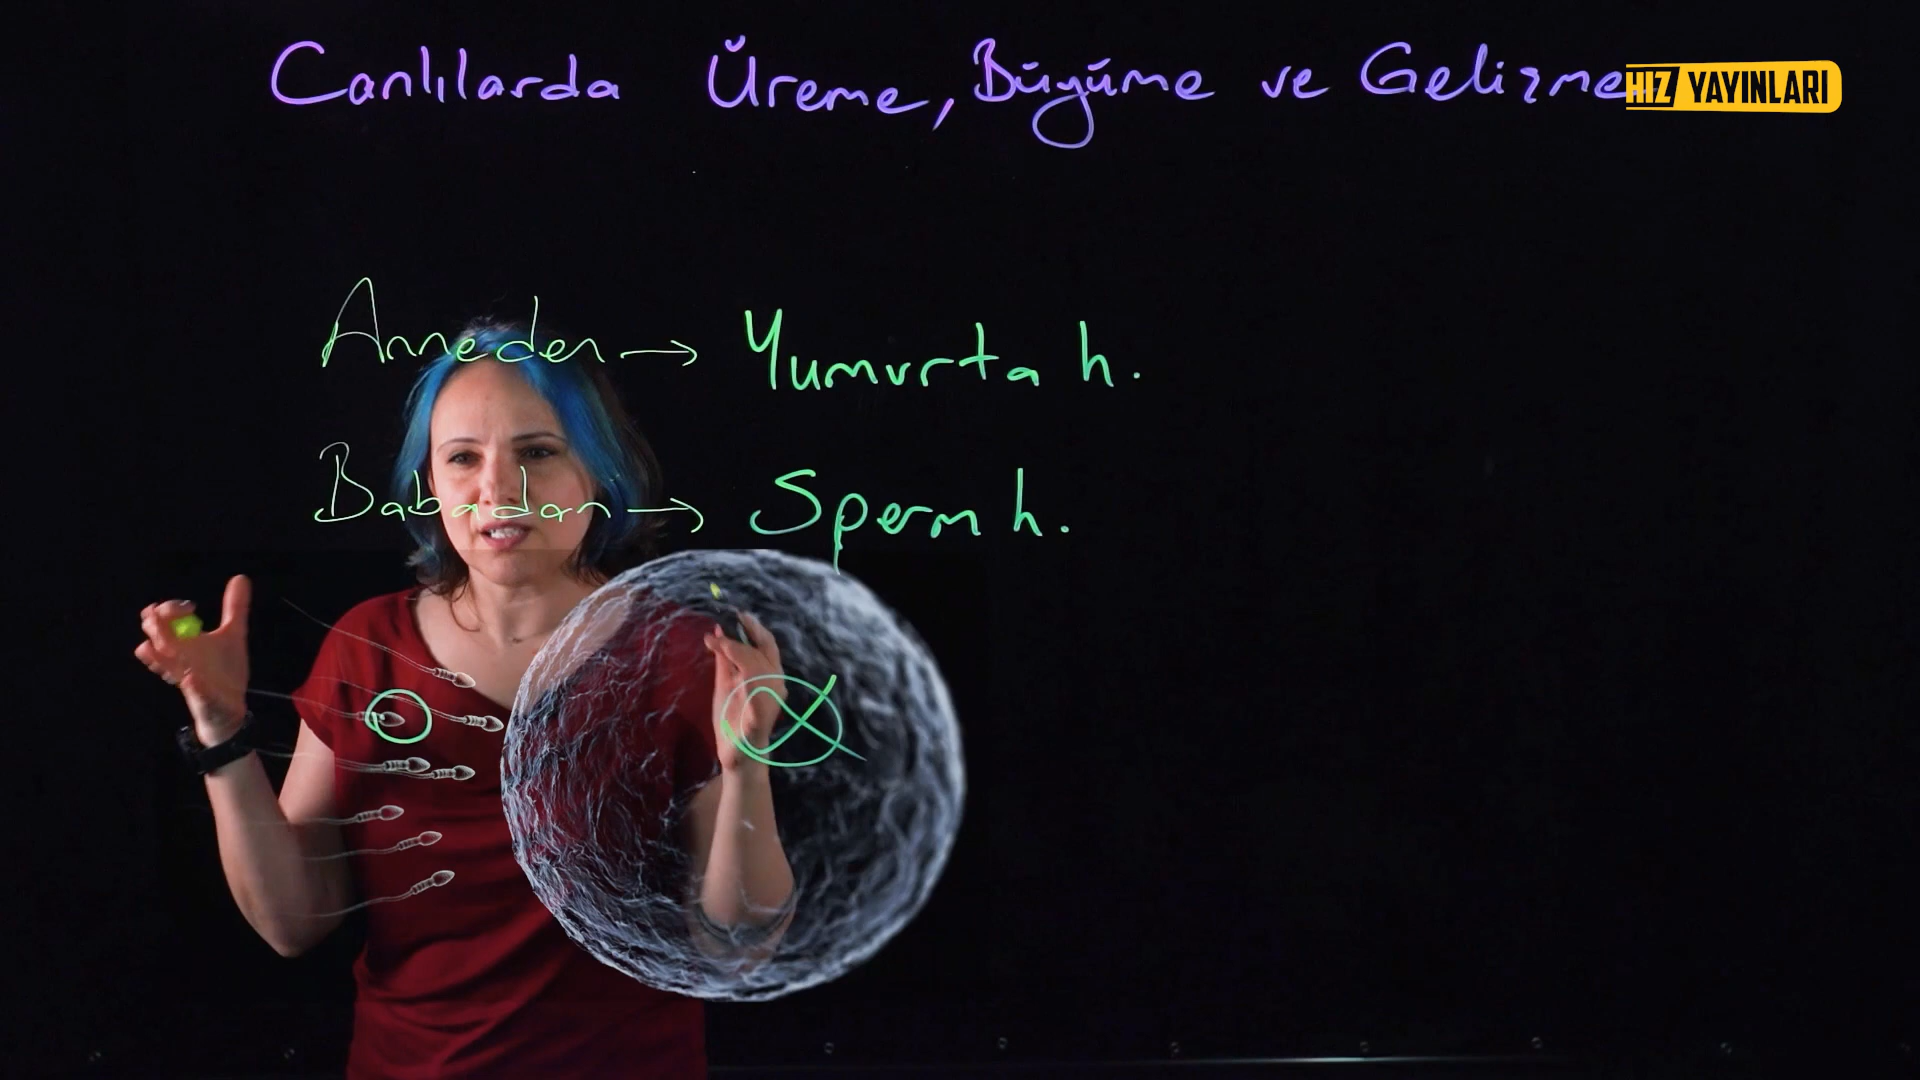 Canlılarda Üreme, Büyüme ve Gelişme
HIZ YAYINLARI
Anneden → Yumurta h.
Babadan → Sperm h.